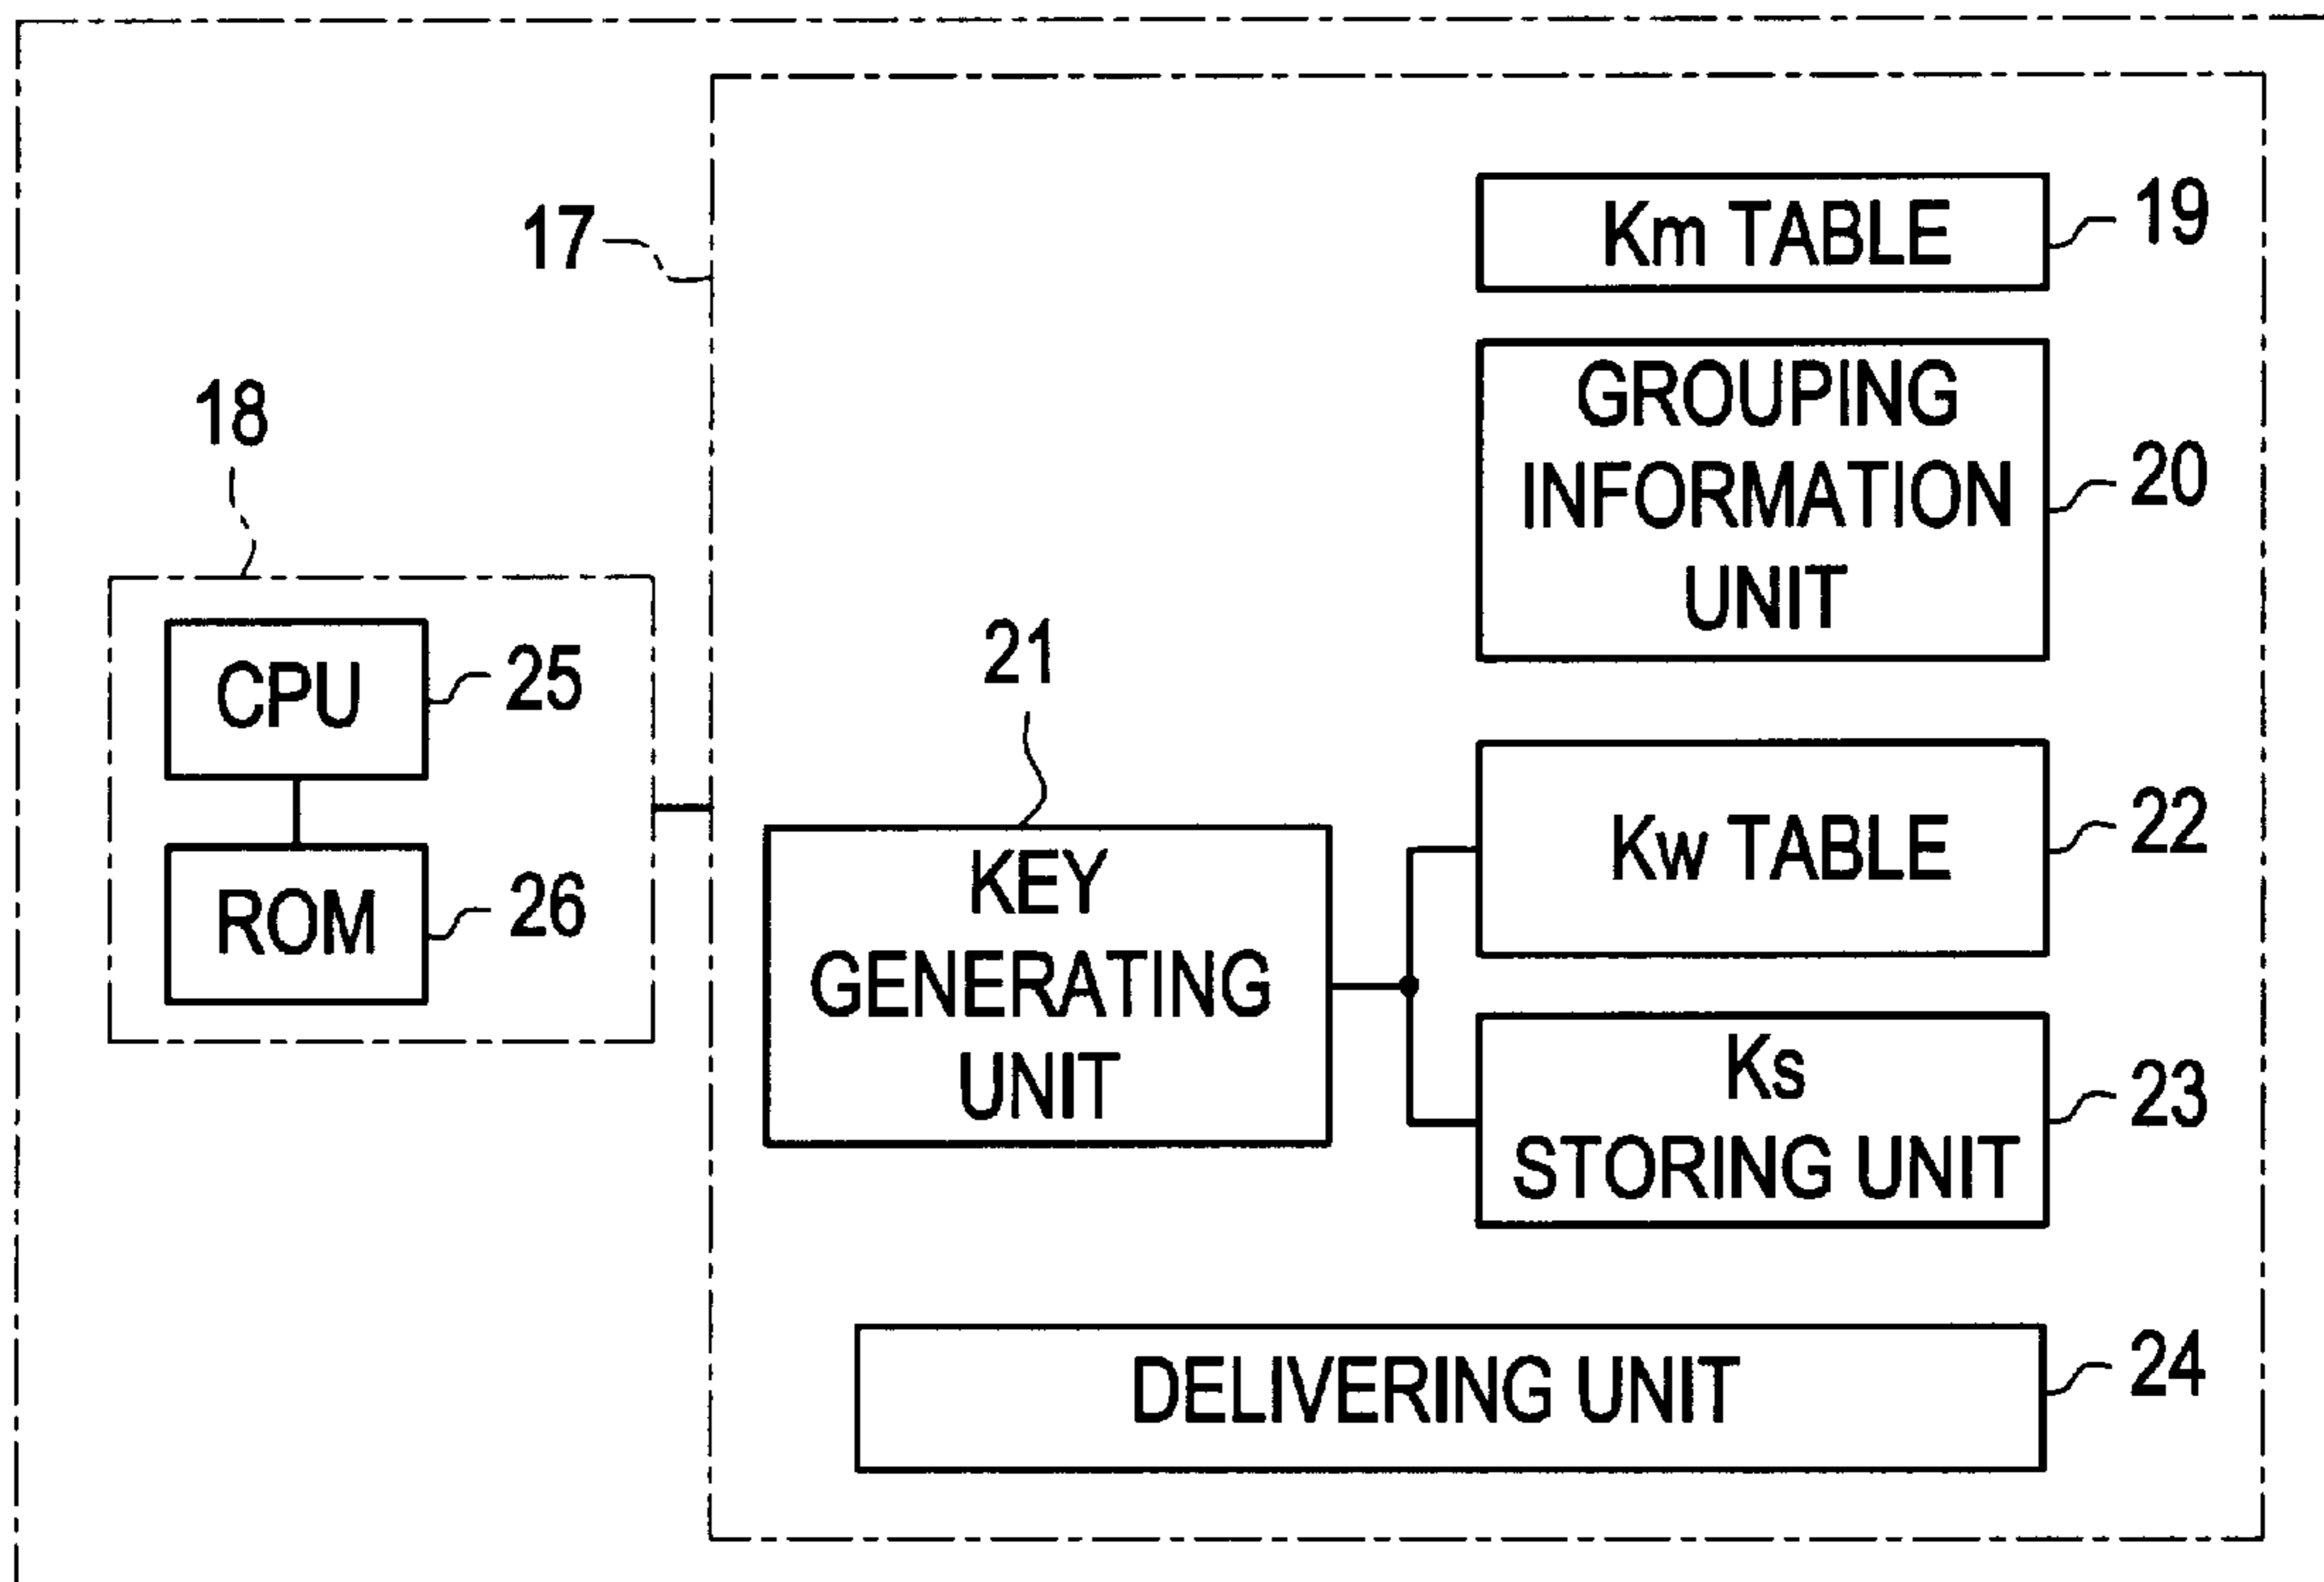 17
Km TABLE
19
GROUPING
INFORMATION
UNIT
20
18
CPU
25
ROM
26
21
KEY
GENERATING
UNIT
Kw TABLE
22
Ks
STORING UNIT
23
DELIVERING UNIT
24